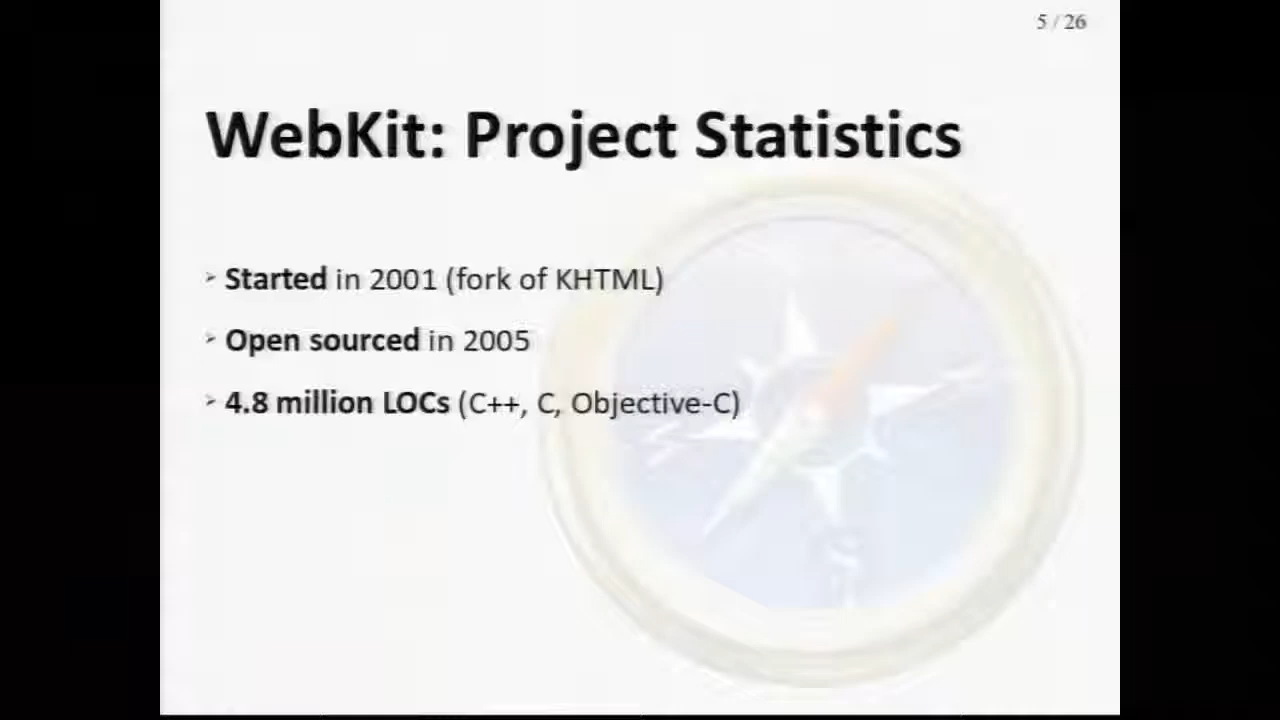 5 / 26
WebKit: Project Statistics
➢ Started in 2001 (fork of KHTML)
➢ Open sourced in 2005
➢ 4.8 million LOCs (C++, C, Objective-C)